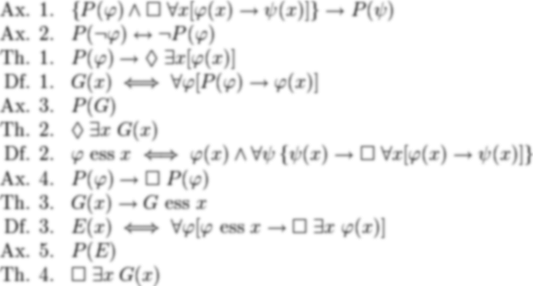 Ax. 1. {P(φ) ∧ □ ∀x[φ(x) → ψ(x)]} → P(ψ)
Ax. 2. P(¬φ) ↔ ¬P(φ)
Th. 1. P(φ) → ◊ ∃x[φ(x)]
Df. 1. G(x) ⟺ ∀φ[P(φ) → φ(x)]
Ax. 3. P(G)
Th. 2. ◊ ∃x G(x)
Df. 2. φ ess x ⟺ φ(x) ∧ ∀ψ {ψ(x) → □ ∀x[φ(x) → ψ(x)]}
Ax. 4. P(φ) → □ P(φ)
Th. 3. G(x) → G ess x
Df. 3. E(x) ⟺ ∀φ[φ ess x → □ ∃x φ(x)]
Ax. 5. P(E)
Th. 4. □ ∃x G(x)